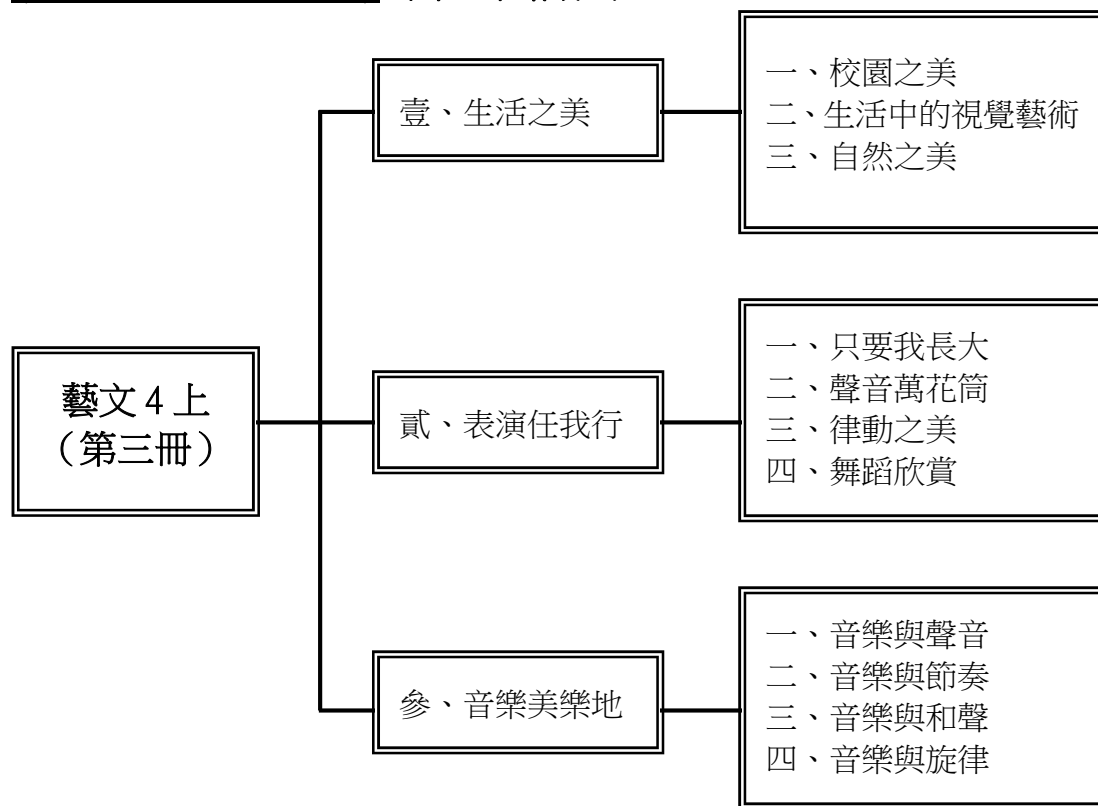 壹、生活之美
一、校園之美
二、生活中的視覺藝術
三、自然之美
藝文4上
（第三冊）
貳、表演任我行
一、只要我長大
二、聲音萬花筒
三、律動之美
四、舞蹈欣賞
參、音樂美樂地
一、音樂與聲音
二、音樂與節奏
三、音樂與和聲
四、音樂與旋律